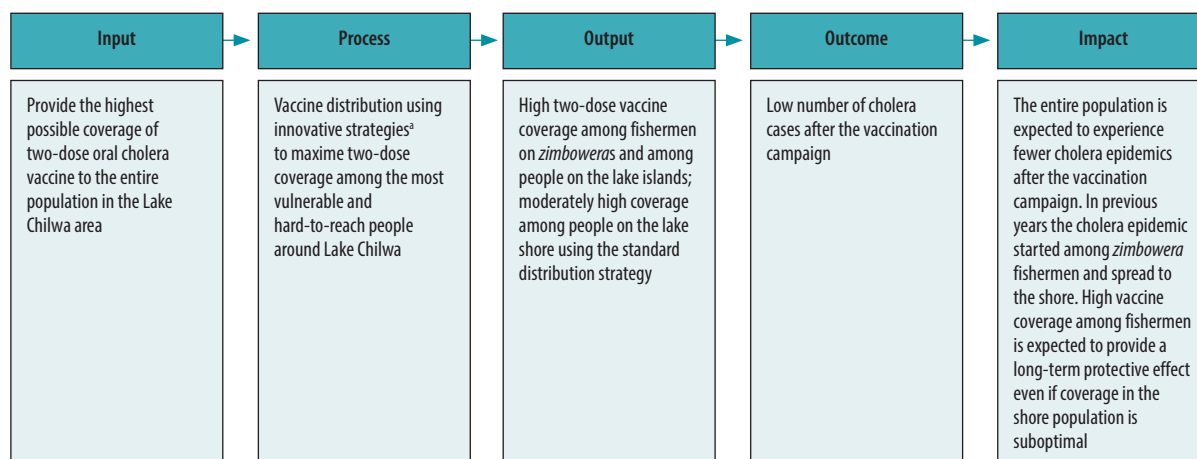 Input
Process
Output
Outcome
Impact
Provide the highest
possible coverage of
two-dose oral cholera
vaccine to the entire
population in the Lake
Chilwa area
Vaccine distribution using
innovative strategiesᵃ
to maxime two-dose
coverage among the most
vulnerable and
hard-to-reach people
around Lake Chilwa
High two-dose vaccine
coverage among fishermen
on zimboweras and among
people on the lake islands;
moderately high coverage
among people on the lake
shore using the standard
distribution strategy
Low number of cholera
cases after the vaccination
campaign
The entire population is
expected to experience
fewer cholera epidemics
after the vaccination
campaign. In previous
years the cholera epidemic
started among zimbowera
fishermen and spread to
the shore. High vaccine
coverage among fishermen
is expected to provide a
long-term protective effect
even if coverage in the
shore population is
suboptimal